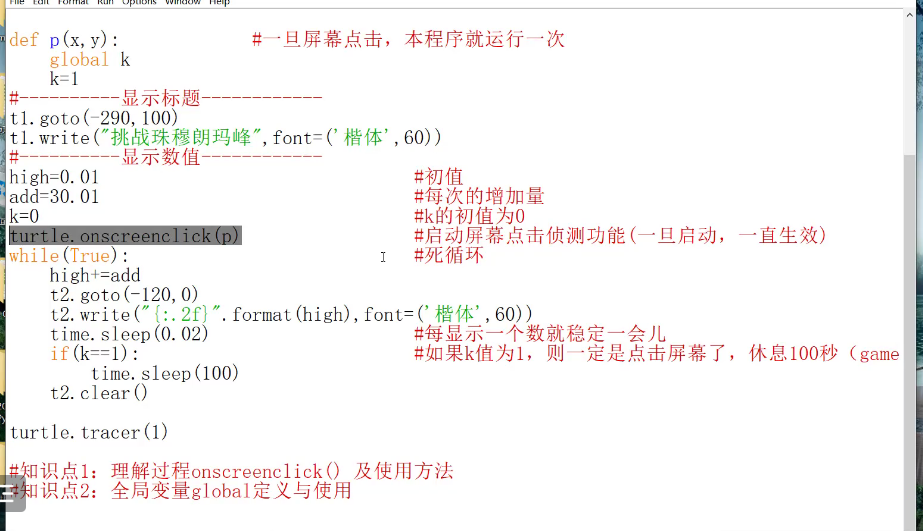 File Edit Format Run Options Window Help
def p(x,y): #一旦屏幕点击，本程序就运行一次
global k
k=1
#----------显示标题------------
t1.goto(-290,100)
t1.write("挑战珠穆朗玛峰",font=('楷体',60))
#----------显示数值------------
high=0.01 #初值
add=30.01 #每次的增加量
k=0 #k的初值为0
turtle.onscreenclick(p) #启动屏幕点击侦测功能(一旦启动，一直生效)
while(True): #死循环
high+=add
t2.goto(-120,0)
t2.write("{:.2f}".format(high),font=('楷体',60))
time.sleep(0.02) #每显示一个数就稳定一会儿
if(k==1): #如果k值为1，则一定是点击屏幕了，休息100秒（game
time.sleep(100)
t2.clear()
turtle.tracer(1)
#知识点1：理解过程onscreenclick() 及使用方法
#知识点2：全局变量global定义与使用